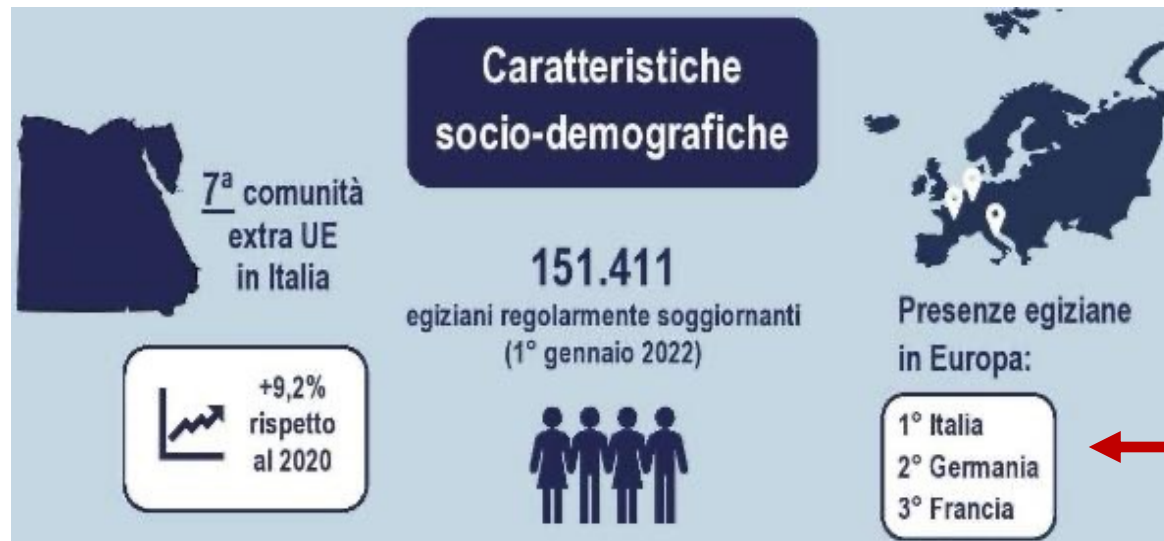 Caratteristiche
socio-demografiche
7ª comunità
extra UE
in Italia
+9,2%
rispetto
al 2020
151.411
egiziani regolarmente soggiornanti
(1° gennaio 2022)
Presenze egiziane
in Europa:
1° Italia
2° Germania
3° Francia